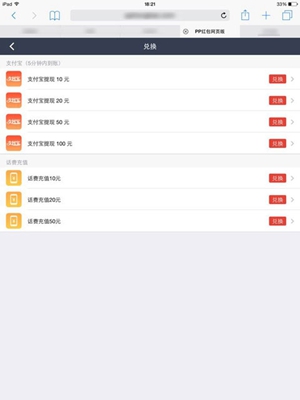 iPad
18:21
33%
PP红包网页版
兑换
支付宝（5分钟内到账）
支付宝提现 10 元
兑换
支付宝提现 20 元
兑换
支付宝提现 50 元
兑换
支付宝提现 100 元
兑换
话费充值
话费充值10元
兑换
话费充值20元
兑换
话费充值50元
兑换